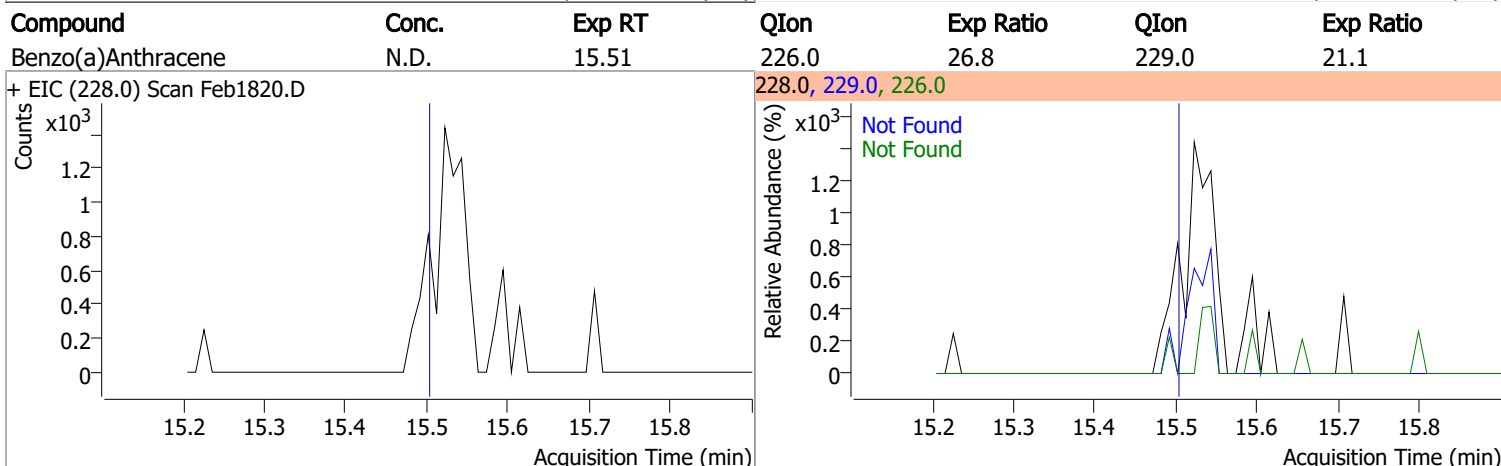 Compound Conc. Exp RT QIon Exp Ratio QIon Exp Ratio
Benzo(a)Anthracene N.D. 15.51 226.0 26.8 229.0 21.1
+ EIC (228.0) Scan Feb1820.D
Counts
x10³
1.2
1
0.8
0.6
0.4
0.2
0
15.2 15.3 15.4 15.5 15.6 15.7 15.8
Acquisition Time (min)
228.0, 229.0, 226.0
Relative Abundance (%)
x10³
Not Found
Not Found
1.2
1
0.8
0.6
0.4
0.2
0
15.2 15.3 15.4 15.5 15.6 15.7 15.8
Acquisition Time (min)